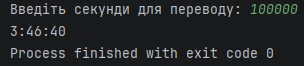 Введіть секунди для переводу: 100000
3:46:40
Process finished with exit code 0